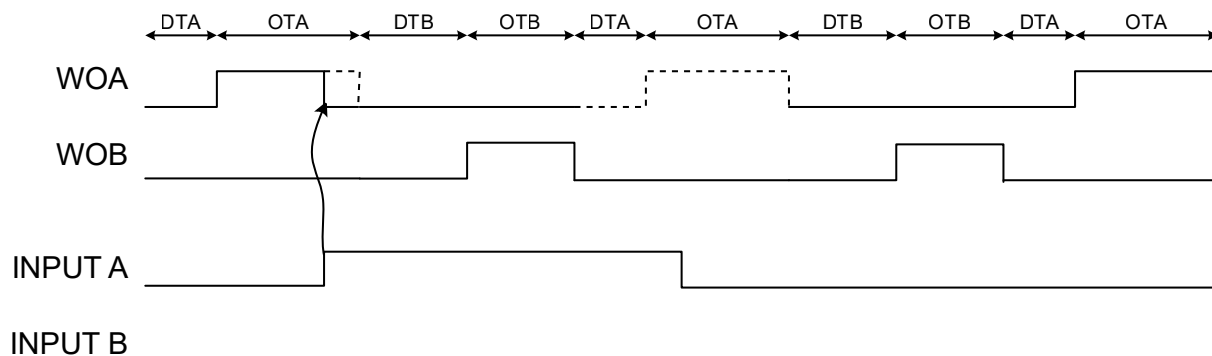 DTA OTA DTB OTB DTA OTA DTB OTB DTA OTA
WOA
WOB
INPUT A
INPUT B